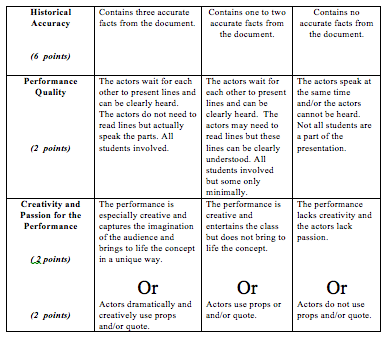 Historical
Accuracy
(6 points)
Contains three accurate
facts from the document.
Contains one to two
accurate facts from
the document.
Contains no
accurate facts from
the document.
Performance
Quality
(2 points)
The actors wait for each
other to present lines and
can be clearly heard.
The actors do not need to
read lines but actually
speak the parts. All
students involved.
The actors wait for
each other to present
lines and can be
clearly heard. The
actors may need to
read lines but these
lines can be clearly
understood. All
students involved
but some only
minimally.
The actors speak at
the same time
and/or the actors
cannot be heard.
Not all students are
a part of the
presentation.
Creativity and
Passion for the
Performance
(2 points)
(2 points)
The performance is
especially creative and
captures the imagination
of the audience and
brings to life the concept
in a unique way.
Or
Actors dramatically and
creatively use props
and/or quote.
The performance is
creative and
entertains the class
but does not bring to
life the concept.
Or
Actors use props or
and/or quote.
The performance
lacks creativity and
the actors lack
passion.
Or
Actors do not use
props and/or quote.